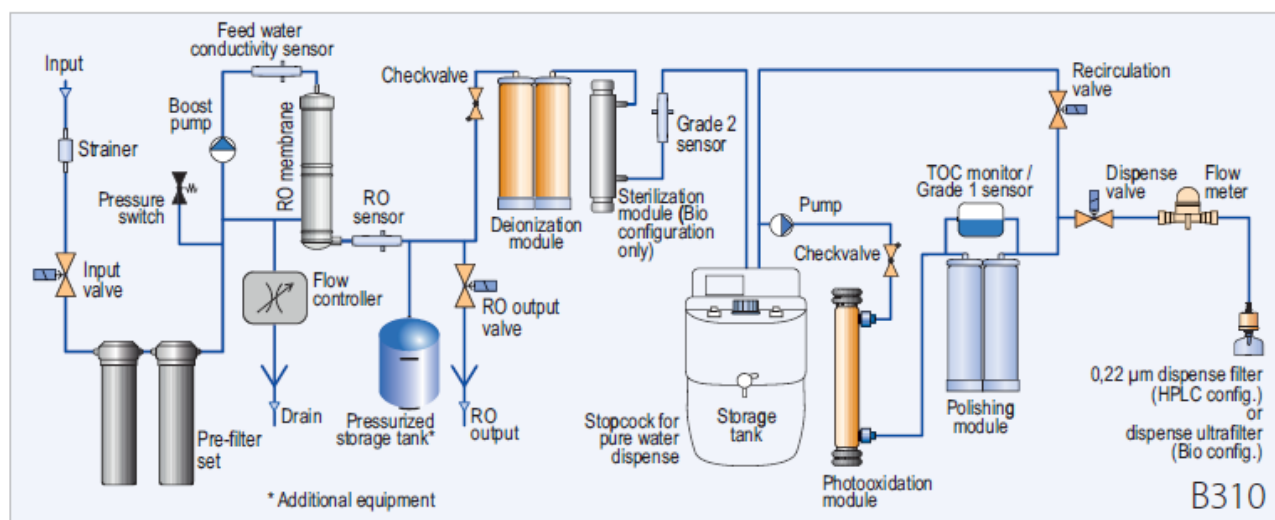 Feed water
conductivity sensor
Input
Boost
pump
Strainer
Pressure
switch
Input
valve
RO membrane
RO
sensor
Flow
controller
Drain
Pre-filter
set
Checkvalve
Deionization
module
Sterilization
module (Bio
configuration
only)
Grade 2
sensor
RO output
valve
Pressurized
storage tank*
RO
output
* Additional equipment
Stopcock for
pure water
dispense
Storage
tank
Pump
Checkvalve
Photooxidation
module
Recirculation
valve
TOC monitor /
Grade 1 sensor
Dispense
valve
Flow
meter
Polishing
module
0,22 µm dispense filter
(HPLC config.)
or
dispense ultrafilter
(Bio config.)
B310